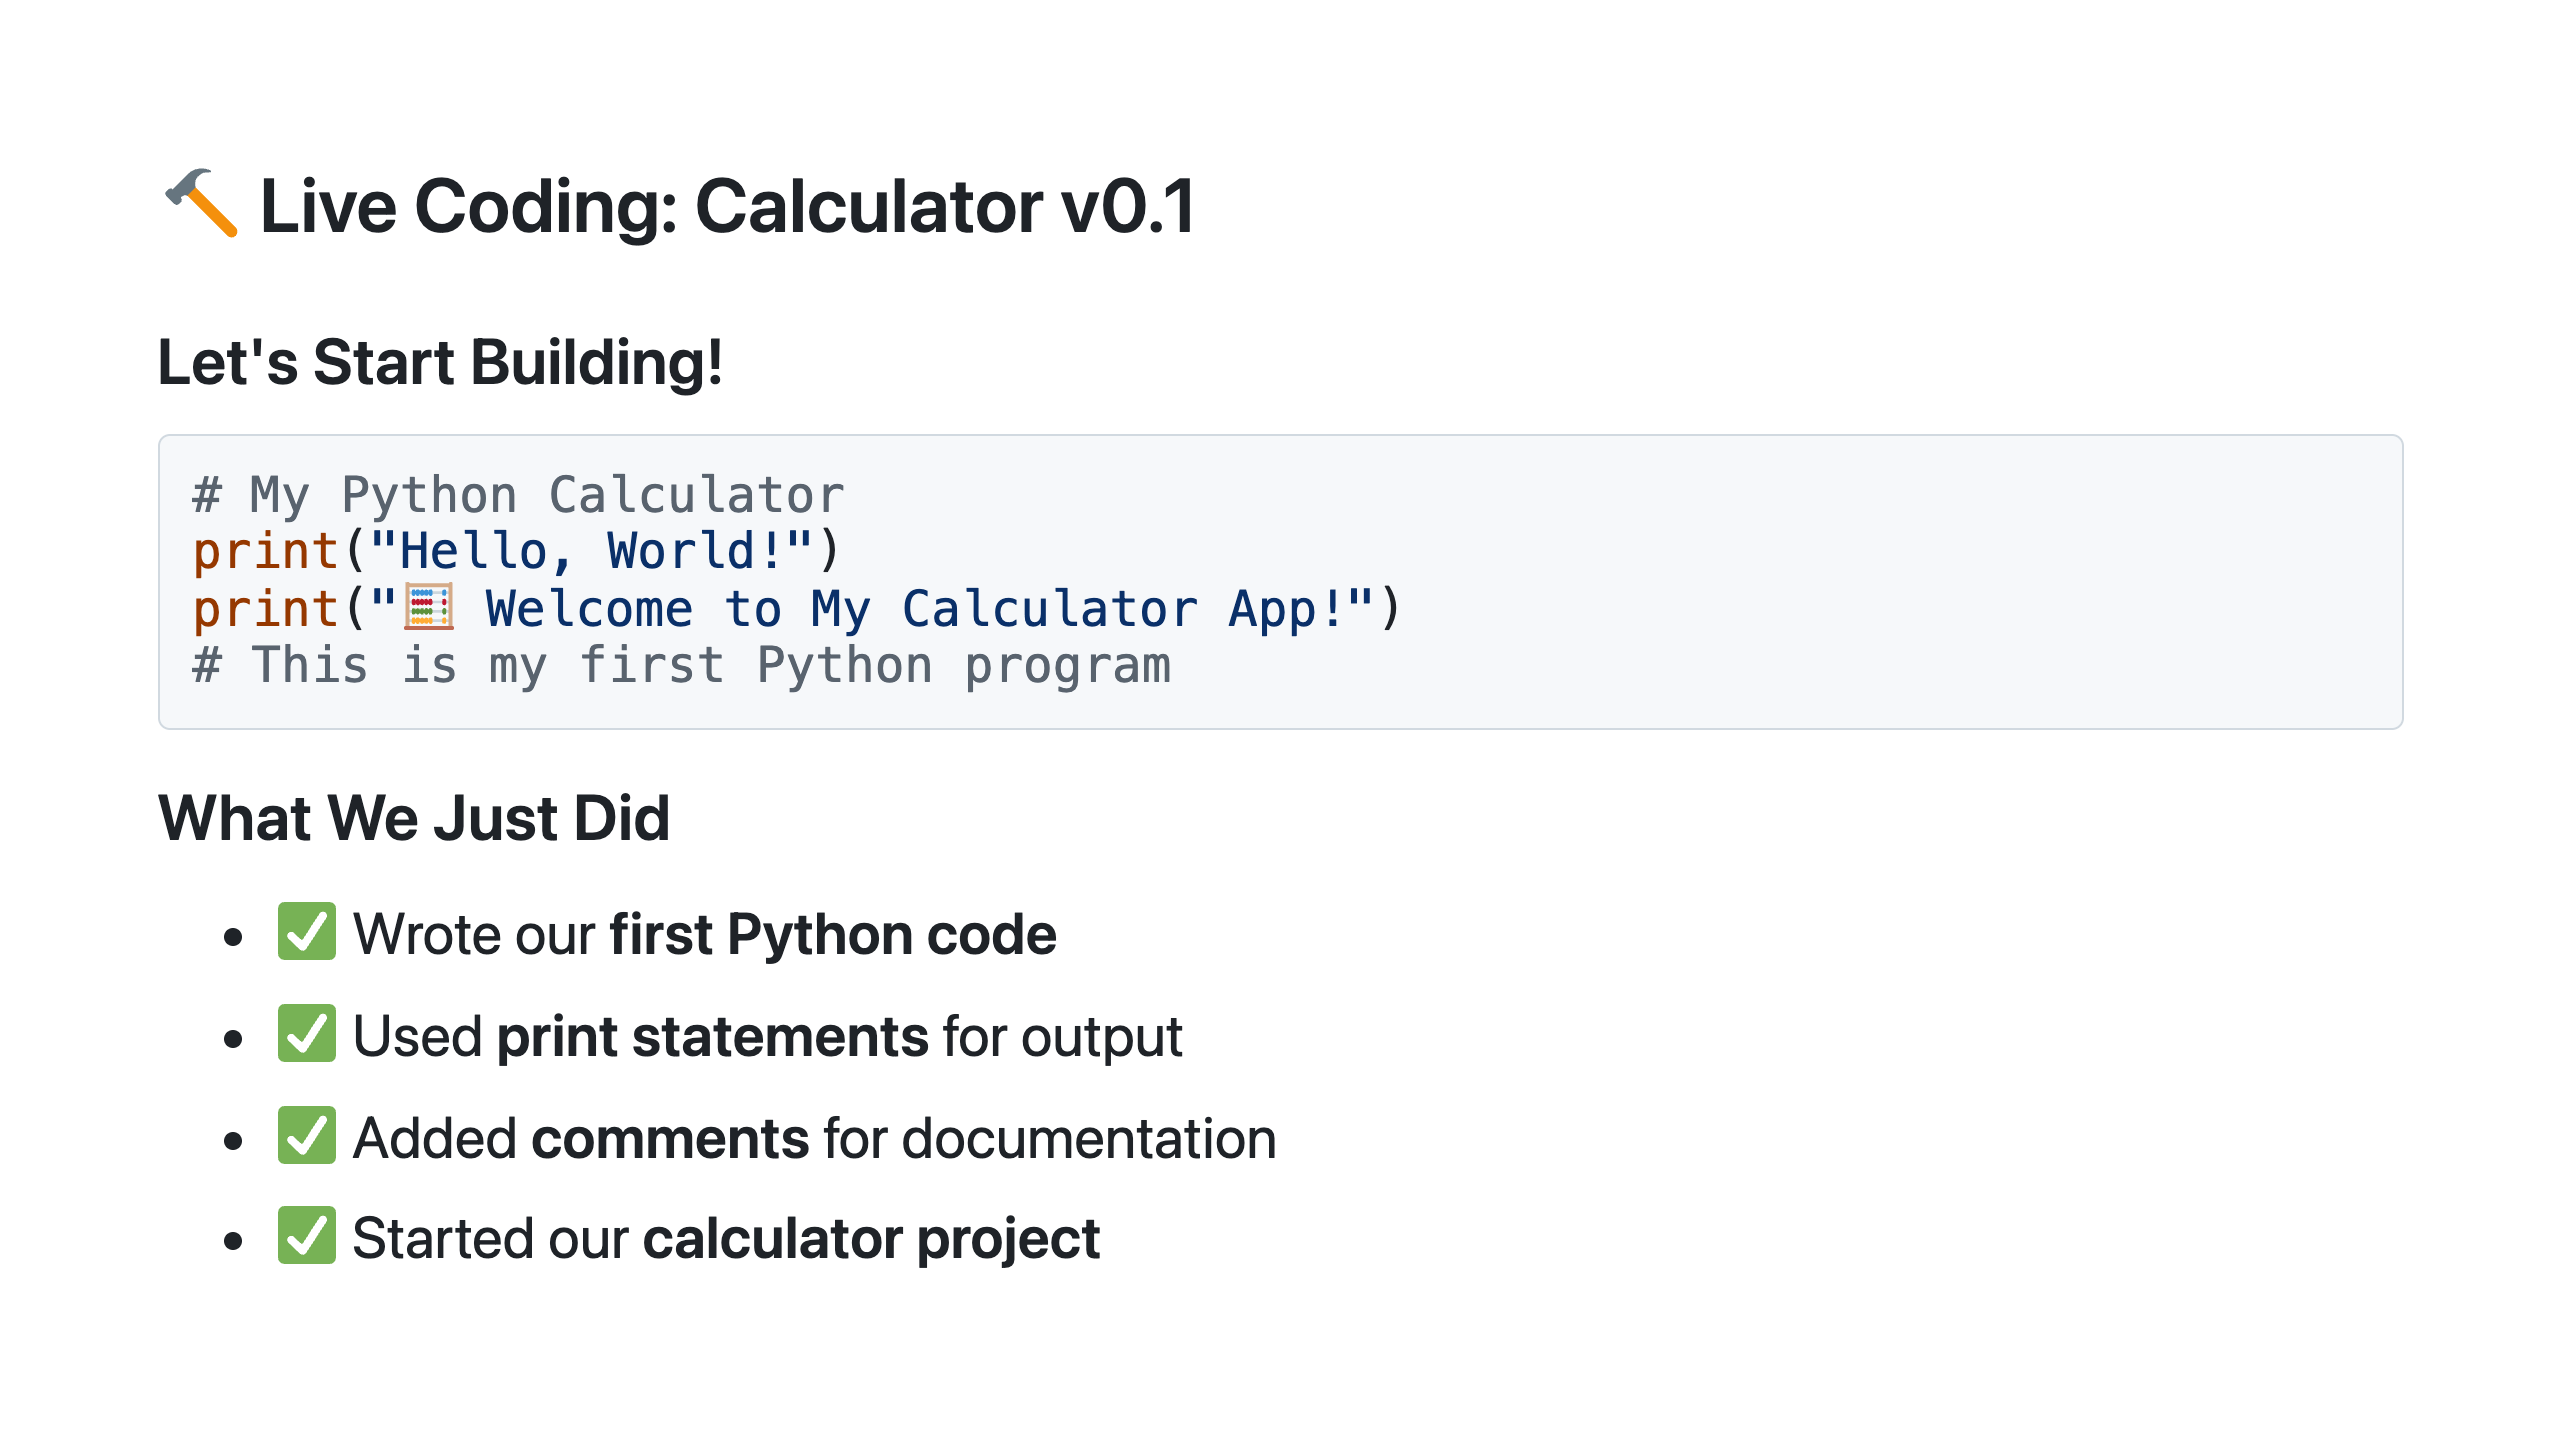 🔨 Live Coding: Calculator v0.1
Let's Start Building!
# My Python Calculator
print("Hello, World!")
print("🧮 Welcome to My Calculator App!")
# This is my first Python program
What We Just Did
• ✅ Wrote our first Python code
• ✅ Used print statements for output
• ✅ Added comments for documentation
• ✅ Started our calculator project